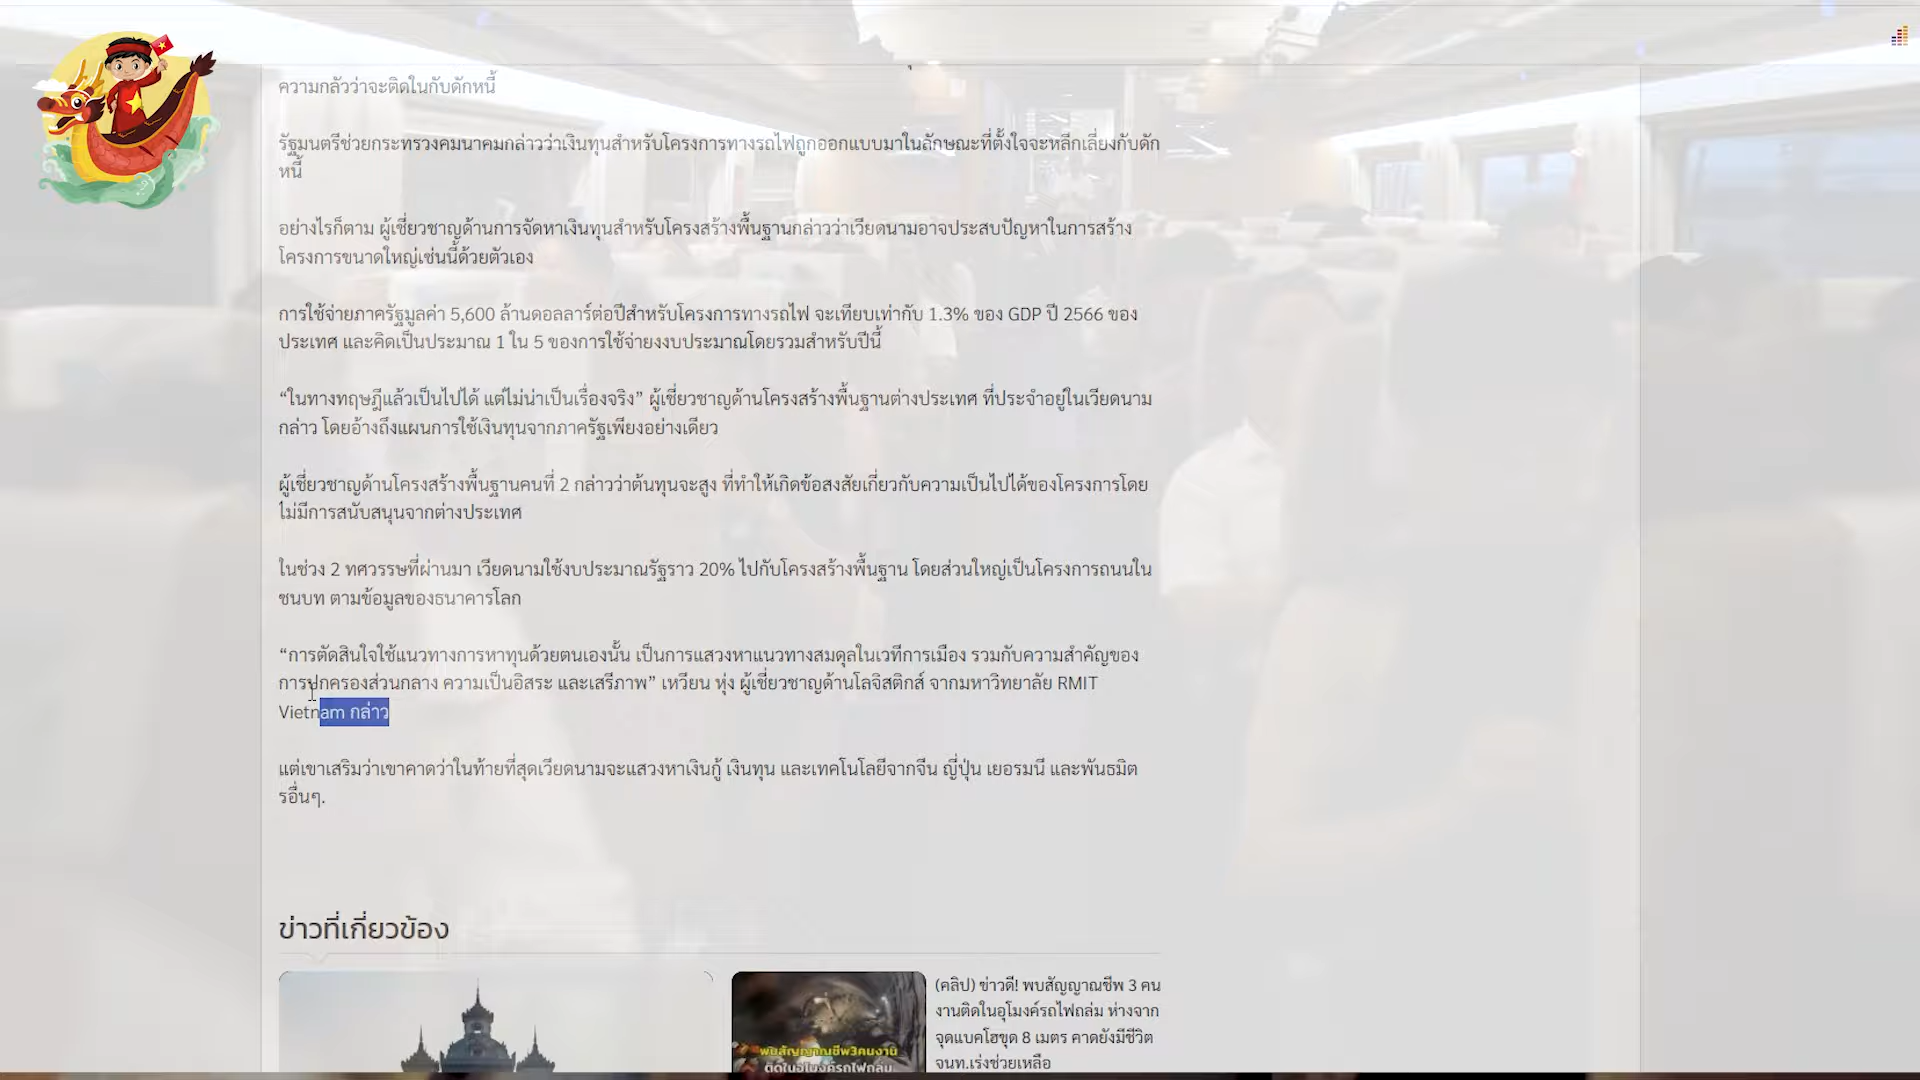 ความกลัวว่าจะติดในกับดักหนี้
รัฐมนตรีช่วยกระทรวงคมนาคมกล่าวว่าเงินทุนสำหรับโครงการทางรถไฟถูกออกแบบมาในลักษณะที่ตั้งใจจะหลีกเลี่ยงกับดัก
หนี้
อย่างไรก็ตาม ผู้เชี่ยวชาญด้านการจัดหาเงินทุนสำหรับโครงสร้างพื้นฐานกล่าวว่าเวียดนามอาจประสบปัญหาในการสร้าง
โครงการขนาดใหญ่เช่นนี้ด้วยตัวเอง
การใช้จ่ายภาครัฐมูลค่า 5,600 ล้านดอลลาร์ต่อปีสำหรับโครงการทางรถไฟ จะเทียบเท่ากับ 1.3% ของ GDP ปี 2566 ของ
ประเทศ และคิดเป็นประมาณ 1 ใน 5 ของการใช้จ่ายงงบประมาณโดยรวมสำหรับปีนี้
“ในทางทฤษฎีแล้วเป็นไปได้ แต่ไม่น่าเป็นเรื่องจริง” ผู้เชี่ยวชาญด้านโครงสร้างพื้นฐานต่างประเทศ ที่ประจำอยู่ในเวียดนาม
กล่าว โดยอ้างถึงแผนการใช้เงินทุนจากภาครัฐเพียงอย่างเดียว
ผู้เชี่ยวชาญด้านโครงสร้างพื้นฐานคนที่ 2 กล่าวว่าต้นทุนจะสูง ที่ทำให้เกิดข้อสงสัยเกี่ยวกับความเป็นไปได้ของโครงการโดย
ไม่มีการสนับสนุนจากต่างประเทศ
ในช่วง 2 ทศวรรษที่ผ่านมา เวียดนามใช้งบประมาณรัฐราว 20% ไปกับโครงสร้างพื้นฐาน โดยส่วนใหญ่เป็นโครงการถนนใน
ชนบท ตามข้อมูลของธนาคารโลก
“การตัดสินใจใช้แนวทางการหาทุนด้วยตนเองนั้น เป็นการแสวงหาแนวทางสมดุลในเวทีการเมือง รวมกับความสำคัญของ
การปกครองส่วนกลาง ความเป็นอิสระ และเสรีภาพ” เหวียน หุ่ง ผู้เชี่ยวชาญด้านโลจิสติกส์ จากมหาวิทยาลัย RMIT
Vietnam กล่าว
แต่เขาเสริมว่าเขาคาดว่าในท้ายที่สุดเวียดนามจะแสวงหาเงินกู้ เงินทุน และเทคโนโลยีจากจีน ญี่ปุ่น เยอรมนี และพันธมิต
รอื่นๆ.
ข่าวที่เกี่ยวข้อง
(คลิป) ข่าวดี! พบสัญญาณชีพ 3 คน
งานติดในอุโมงค์รถไฟถล่ม ห่างจาก
จุดแบคโฮขุด 8 เมตร คาดยังมีชีวิต
จนท.เร่งช่วยเหลือ
พบสัญญาณชีพ3คนงาน
ติดในอุโมงค์รถไฟถล่ม